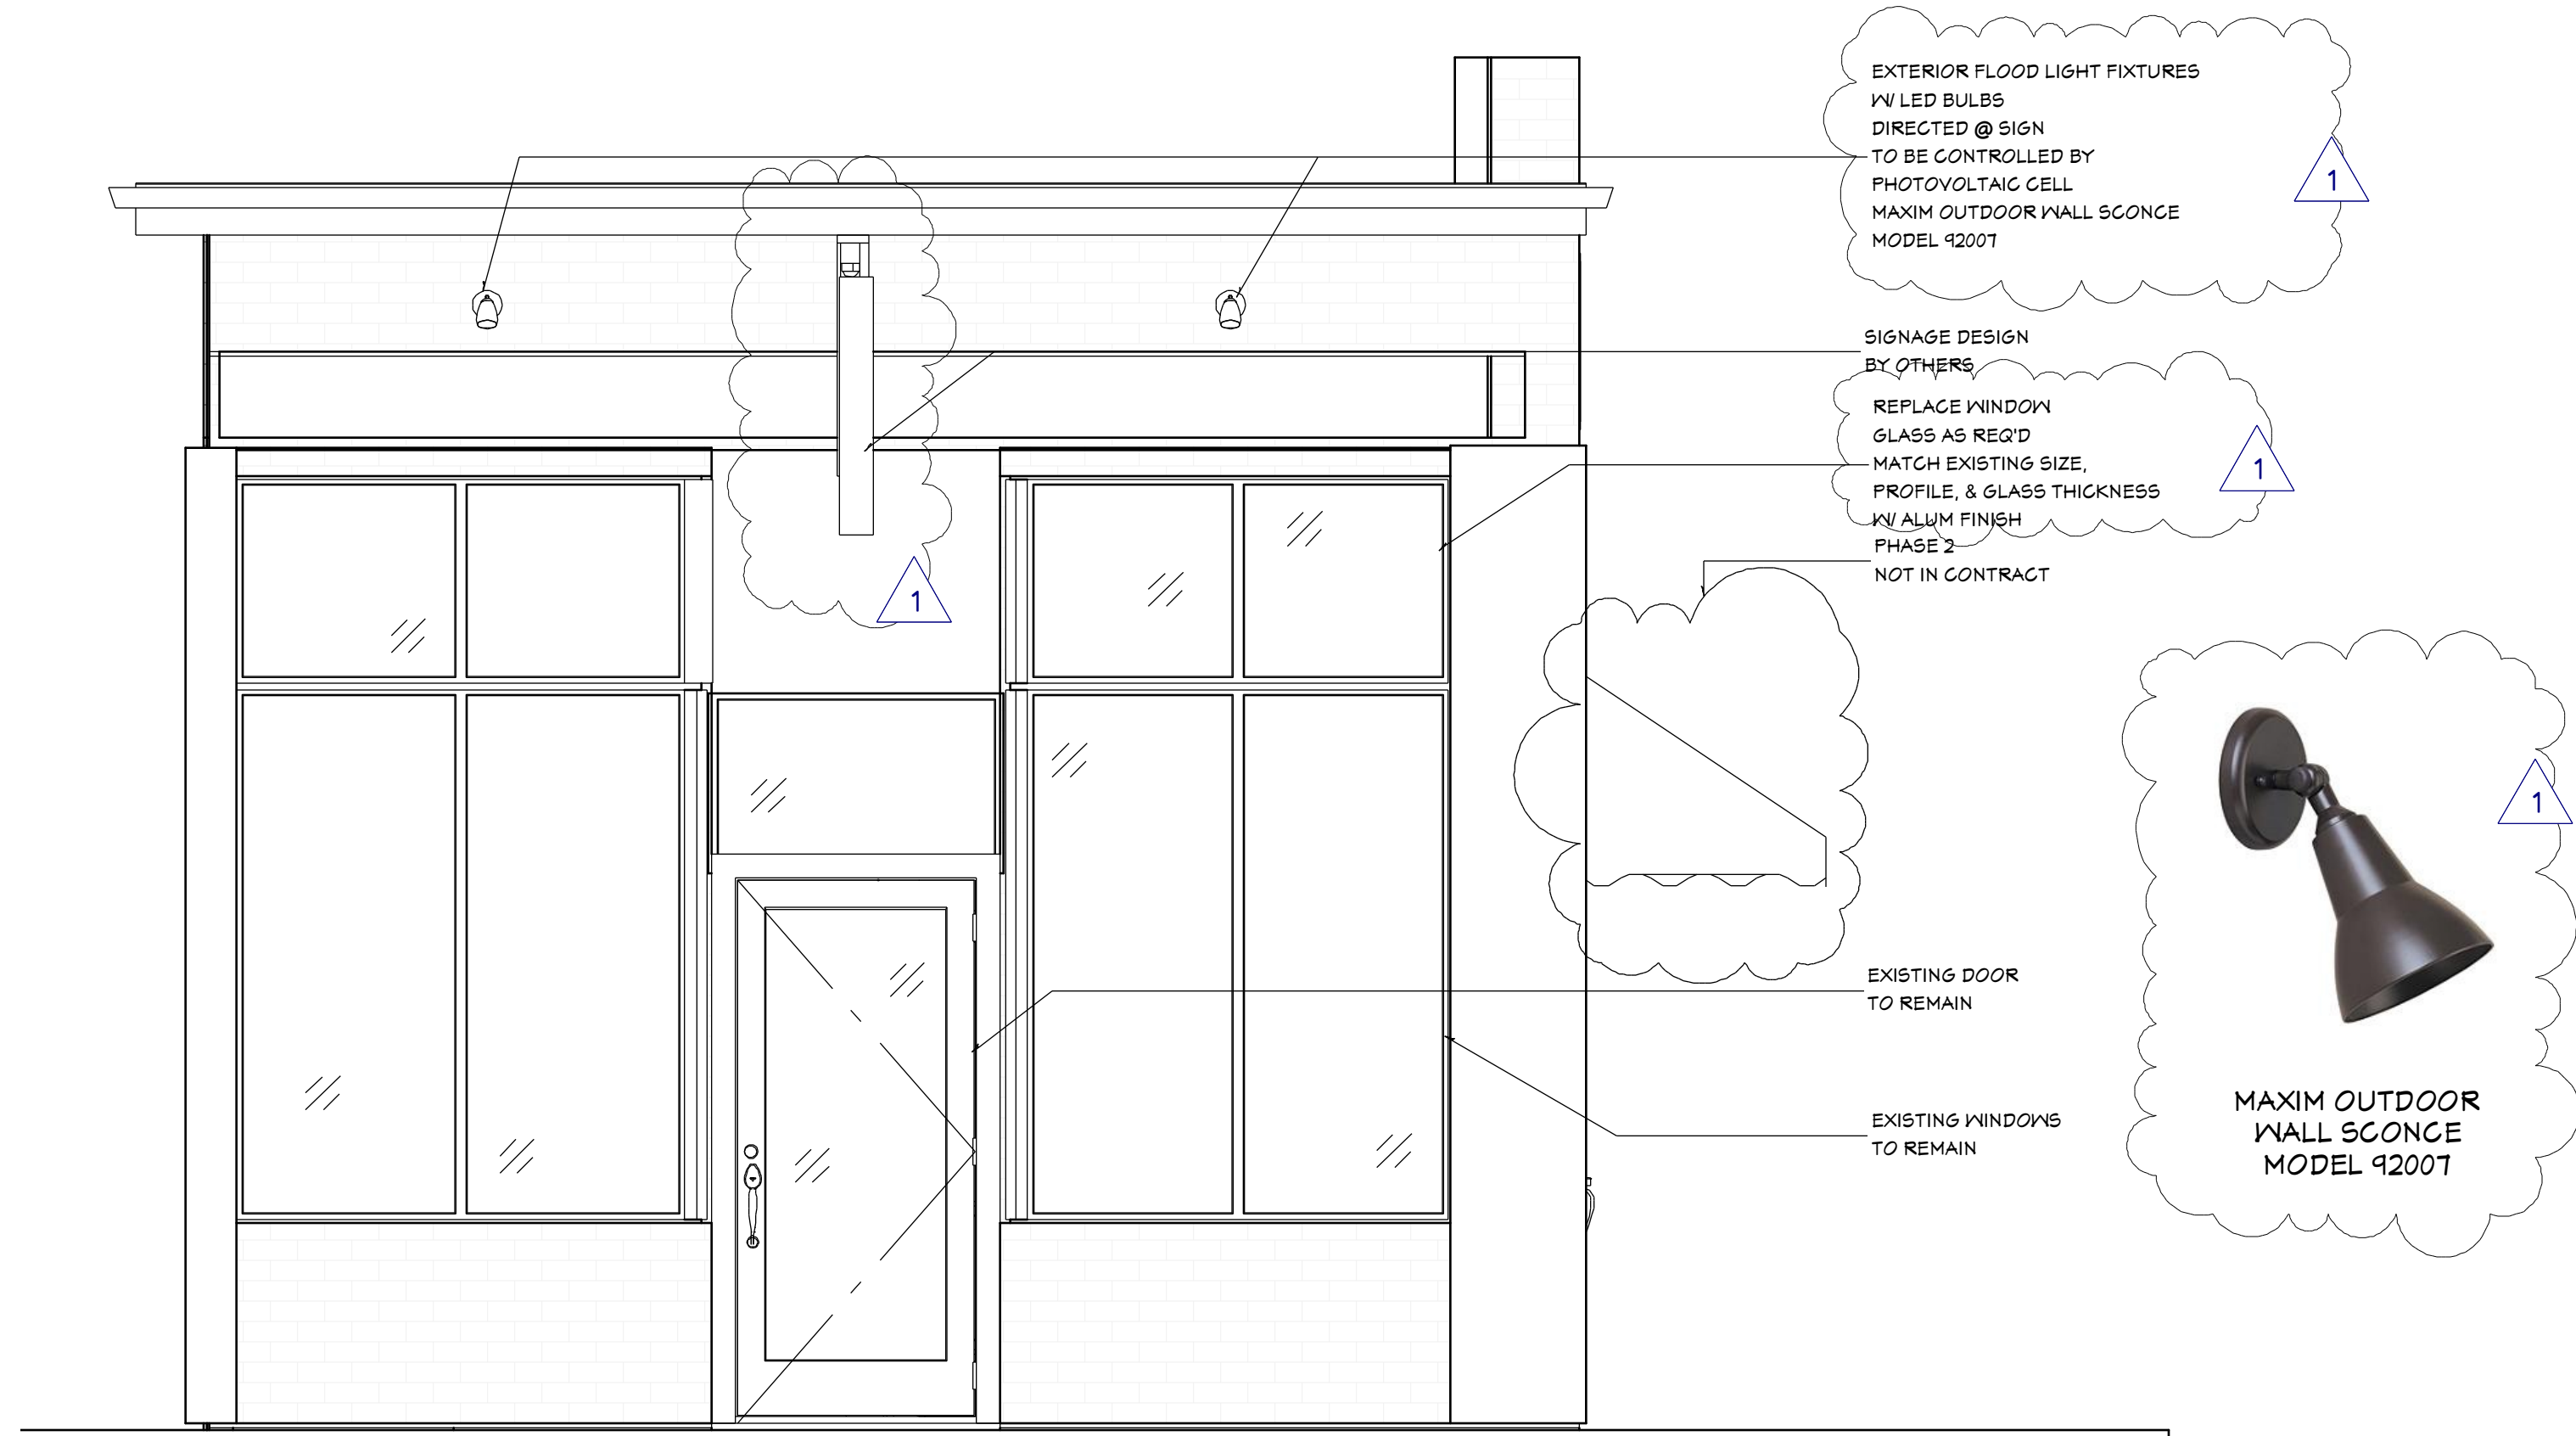 EXTERIOR FLOOD LIGHT FIXTURES
W/ LED BULBS
DIRECTED @ SIGN
TO BE CONTROLLED BY
PHOTOVOLTAIC CELL
MAXIM OUTDOOR WALL SCONCE
MODEL 92007
1
SIGNAGE DESIGN
BY OTHERS
REPLACE WINDOW
GLASS AS REQ'D
MATCH EXISTING SIZE,
PROFILE, & GLASS THICKNESS
W/ ALUM FINISH
1
PHASE 2
NOT IN CONTRACT
1
EXISTING DOOR
TO REMAIN
EXISTING WINDOWS
TO REMAIN
1
MAXIM OUTDOOR
WALL SCONCE
MODEL 92007